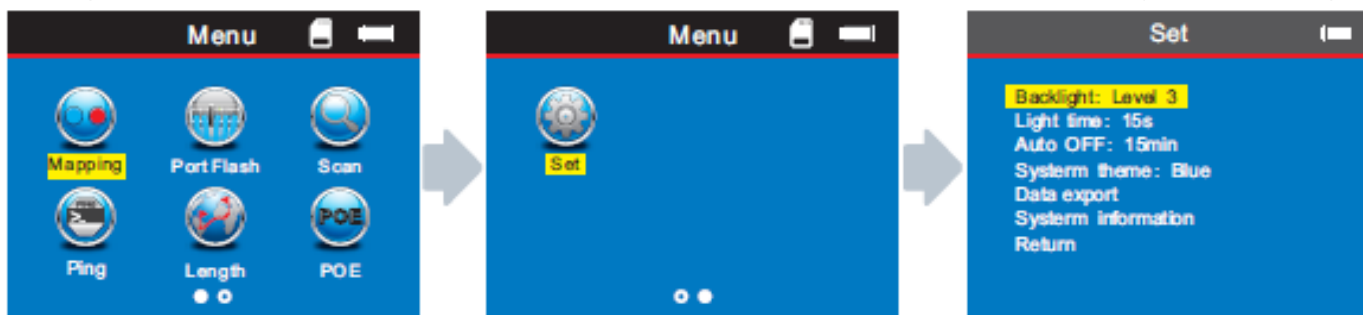 Menu
Mapping
Port Flash
Scan
Ping
Length
POE
POE
Menu
Set
Set
Backlight: Level 3
Light time: 15s
Auto OFF: 15min
Systerm theme: Blue
Data export
Systerm information
Return